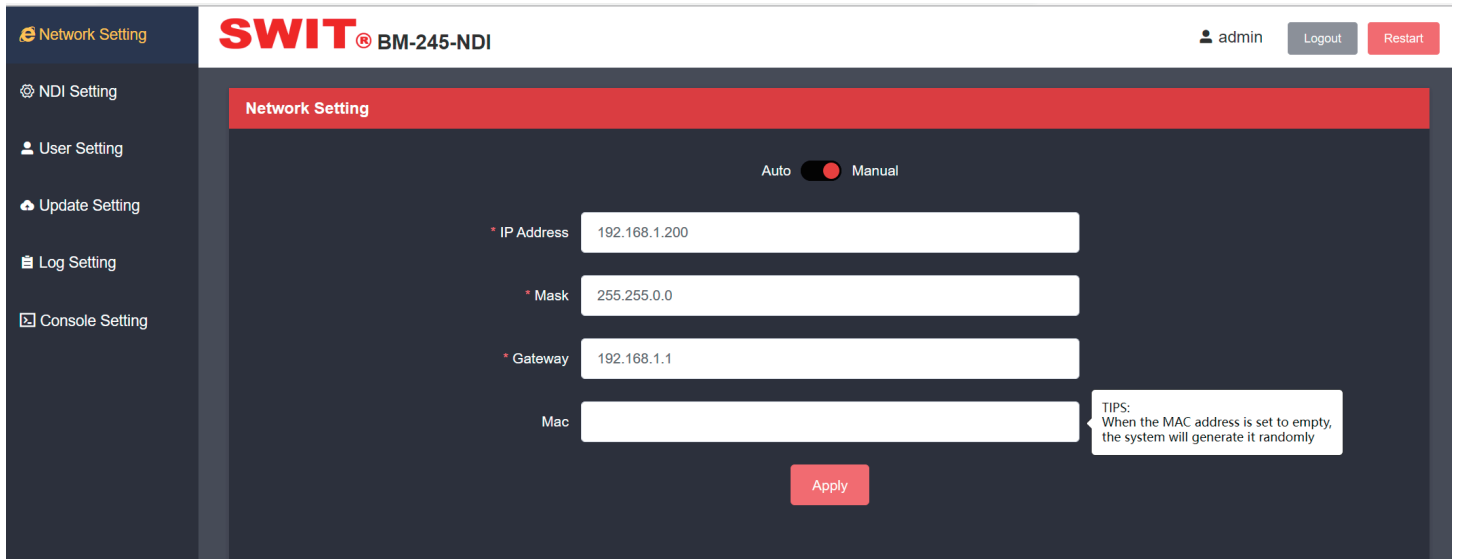 Network Setting
NDI Setting
User Setting
Update Setting
Log Setting
Console Setting
SWIT® BM-245-NDI
admin
Logout
Restart
Network Setting
Auto Manual
* IP Address 192.168.1.200
* Mask 255.255.0.0
* Gateway 192.168.1.1
Mac
TIPS:
When the MAC address is set to empty,
the system will generate it randomly
Apply